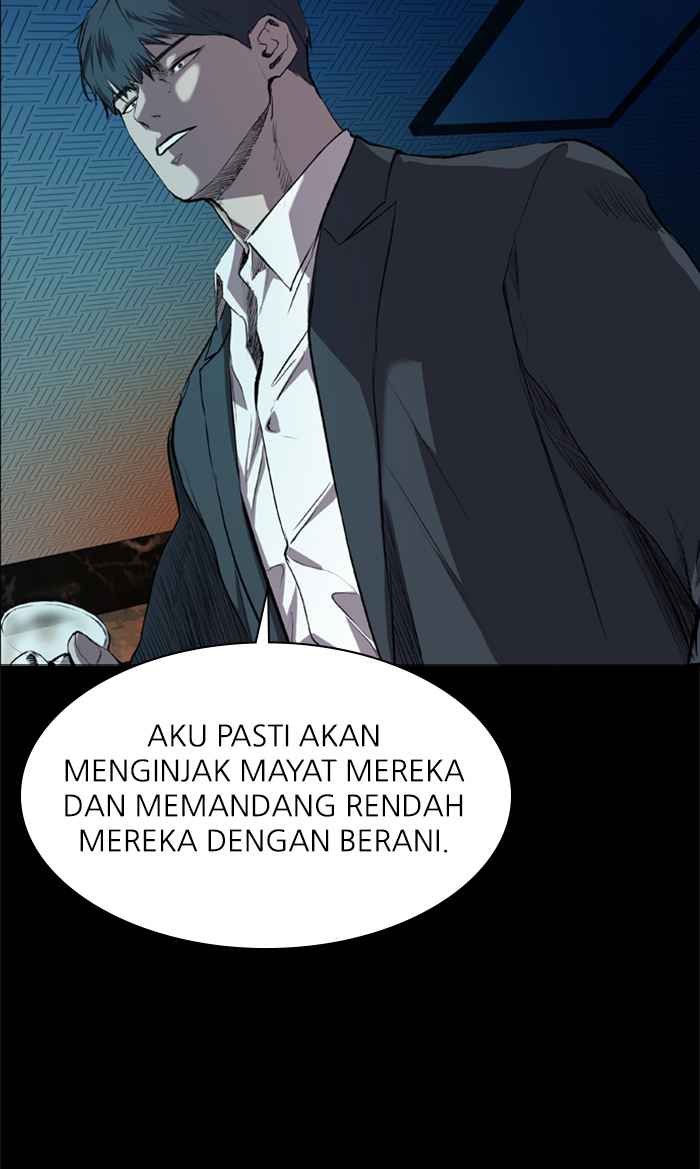 AKU PASTI AKAN
MENGINJAK MAYAT MEREKA
DAN MEMANDANG RENDAH
MEREKA DENGAN BERANI.